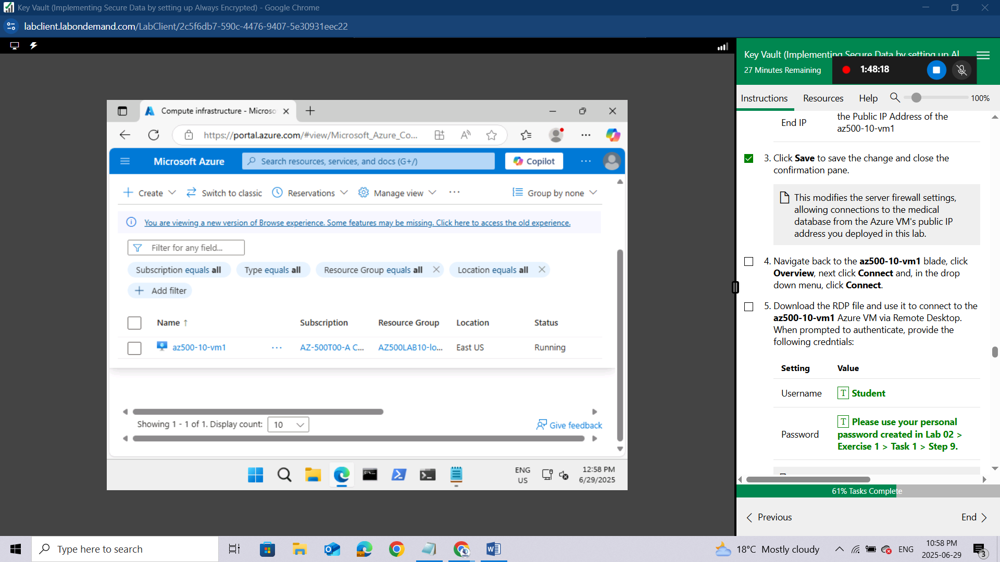 Key Vault (Implementing Secure Data by setting up Always Encrypted) - Google Chrome
labclient.labondemand.com/LabClient/2c5f6db7-590c-4476-9407-5e30931eec22
Key Vault (Implementing Secure Data by setting up Al
27 Minutes Remaining
1:48:18
Instructions
Resources
Help
100%
Compute infrastructure - Microso
https://portal.azure.com/#view/Microsoft_Azure_Co...
Microsoft Azure
Search resources, services, and docs (G+/)
Copilot
Create
Switch to classic
Reservations
Manage view
Group by none
You are viewing a new version of Browse experience. Some features may be missing. Click here to access the old experience.
Filter for any field...
Subscription equals all
Type equals all
Resource Group equals all
Location equals all
Add filter
Name ↑
Subscription
Resource Group
Location
Status
az500-10-vm1
AZ-500T00-A C...
AZ500LAB10-lo...
East US
Running
Showing 1 - 1 of 1. Display count:
10
Give feedback
ENG
US
12:58 PM
6/29/2025
End IP
the Public IP Address of the
az500-10-vm1
3. Click Save to save the change and close the
confirmation pane.
This modifies the server firewall settings,
allowing connections to the medical
database from the Azure VM's public IP
address you deployed in this lab.
4. Navigate back to the az500-10-vm1 blade, click
Overview, next click Connect and, in the drop
down menu, click Connect.
5. Download the RDP file and use it to connect to the
az500-10-vm1 Azure VM via Remote Desktop.
When prompted to authenticate, provide the
following credntials:
Setting
Value
Username
T Student
Password
T Please use your personal
password created in Lab 02 >
Exercise 1 > Task 1 > Step 9.
61% Tasks Complete
Previous
End
Type here to search
18°C Mostly cloudy
ENG
10:58 PM
2025-06-29
3